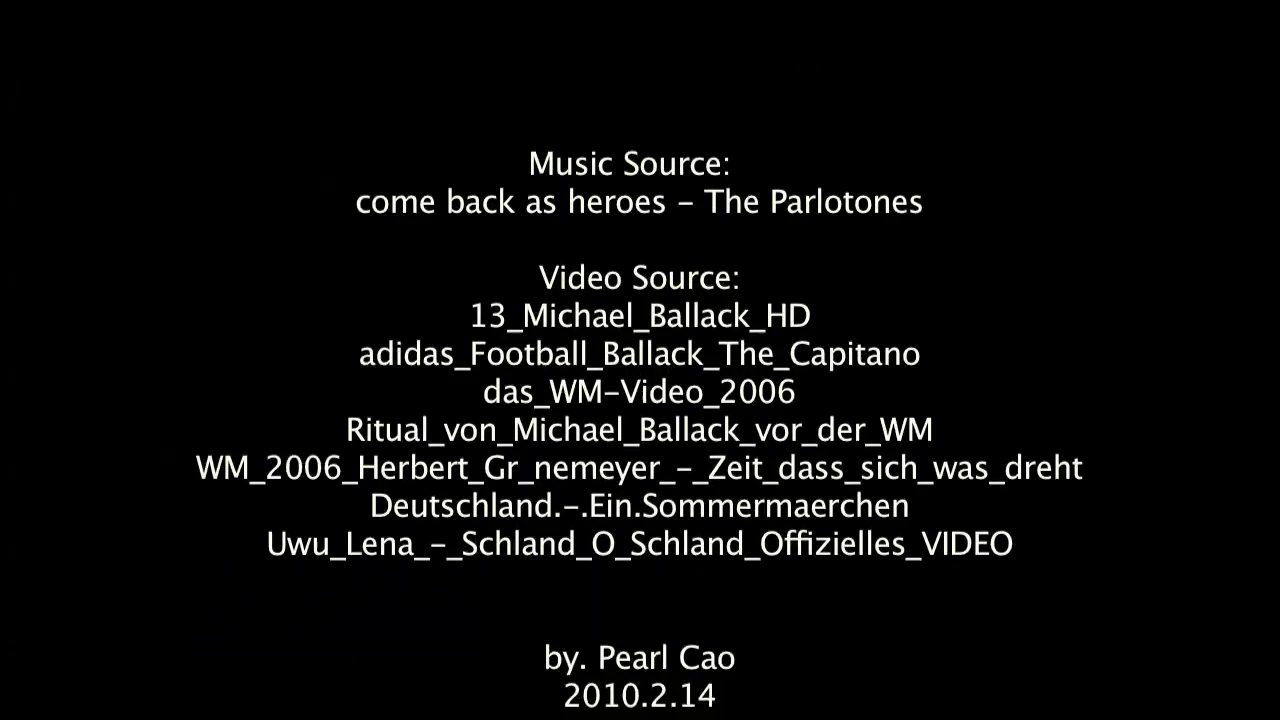 Music Source:
come back as heroes - The Parlotones
Video Source:
13_Michael_Ballack_HD
adidas_Football_Ballack_The_Capitano
das_WM-Video_2006
Ritual_von_Michael_Ballack_vor_der_WM
WM_2006_Herbert_Gr_nemeyer_-_Zeit_dass_sich_was_dreht
Deutschland.-.Ein.Sommermaerchen
Uwu_Lena_-_Schland_O_Schland_Offizielles_VIDEO
by. Pearl Cao
2010.2.14